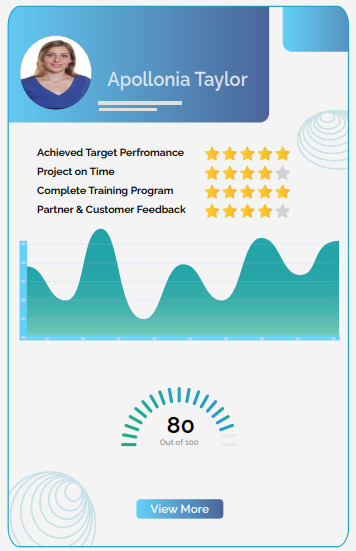 Apollonia Taylor
Achieved Target Perfromance
Project on Time
Complete Training Program
Partner & Customer Feedback
80
Out of 100
View More